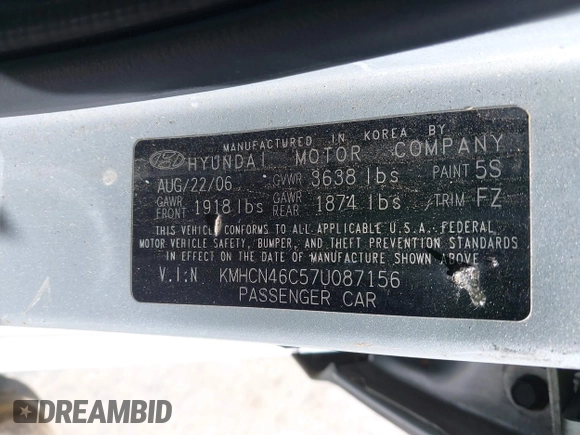 MANUFACTURED IN KOREA BY
HYUNDAI MOTOR COMPANY
AUG/22/06 GVWR 3638 lbs PAINT 5S
GAWR FRONT 1918 lbs GAWR REAR 1874 lbs TRIM FZ
THIS VEHICLE CONFORMS TO ALL APPLICABLE U.S.A. FEDERAL
MOTOR VEHICLE SAFETY, BUMPER, AND THEFT PREVENTION STANDARDS
IN EFFECT ON THE DATE OF MANUFACTURE SHOWN ABOVE
V.I.N KMHCN46C57U087156
PASSENGER CAR
DREAMBID